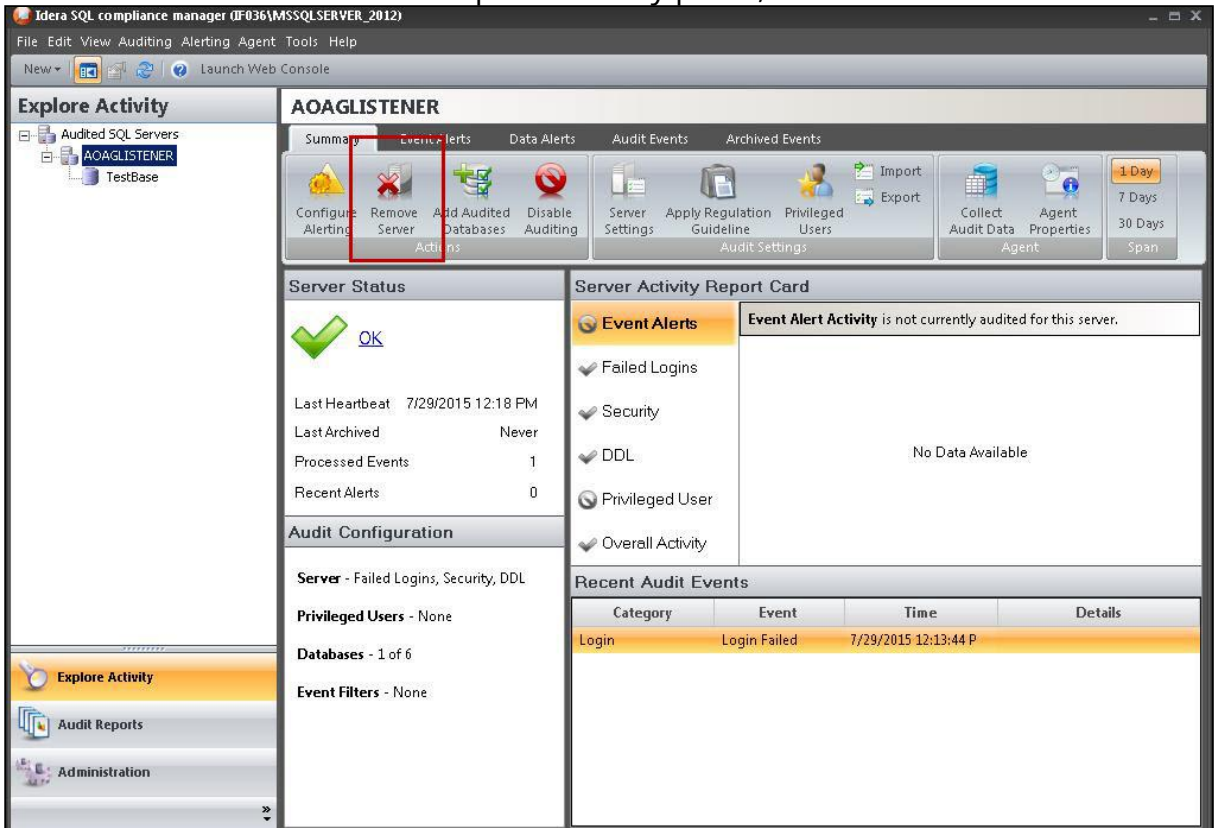 Idera SQL compliance manager (IF036\MSSQLSERVER_2012)
File Edit View Auditing Alerting Agent Tools Help
New Launch Web Console
Explore Activity
Audited SQL Servers
AOAGLISTENER
TestBase
Explore Activity
Audit Reports
Administration
AOAGLISTENER
Summary Event Alerts Data Alerts Audit Events Archived Events
Configure Alerting
Remove Server
Add Audited Databases
Disable Auditing
Actions
Server Settings
Apply Regulation Guideline
Privileged Users
Import
Export
Audit Settings
Collect Audit Data
Agent Properties
Agent
1 Day
7 Days
30 Days
Span
Server Status
OK
Last Heartbeat 7/29/2015 12:18 PM
Last Archived Never
Processed Events 1
Recent Alerts 0
Audit Configuration
Server - Failed Logins, Security, DDL
Privileged Users - None
Databases - 1 of 6
Event Filters - None
Server Activity Report Card
Event Alerts
Failed Logins
Security
DDL
Privileged User
Overall Activity
Event Alert Activity is not currently audited for this server.
No Data Available
Recent Audit Events
Category Event Time Details
Login Login Failed 7/29/2015 12:13:44 P